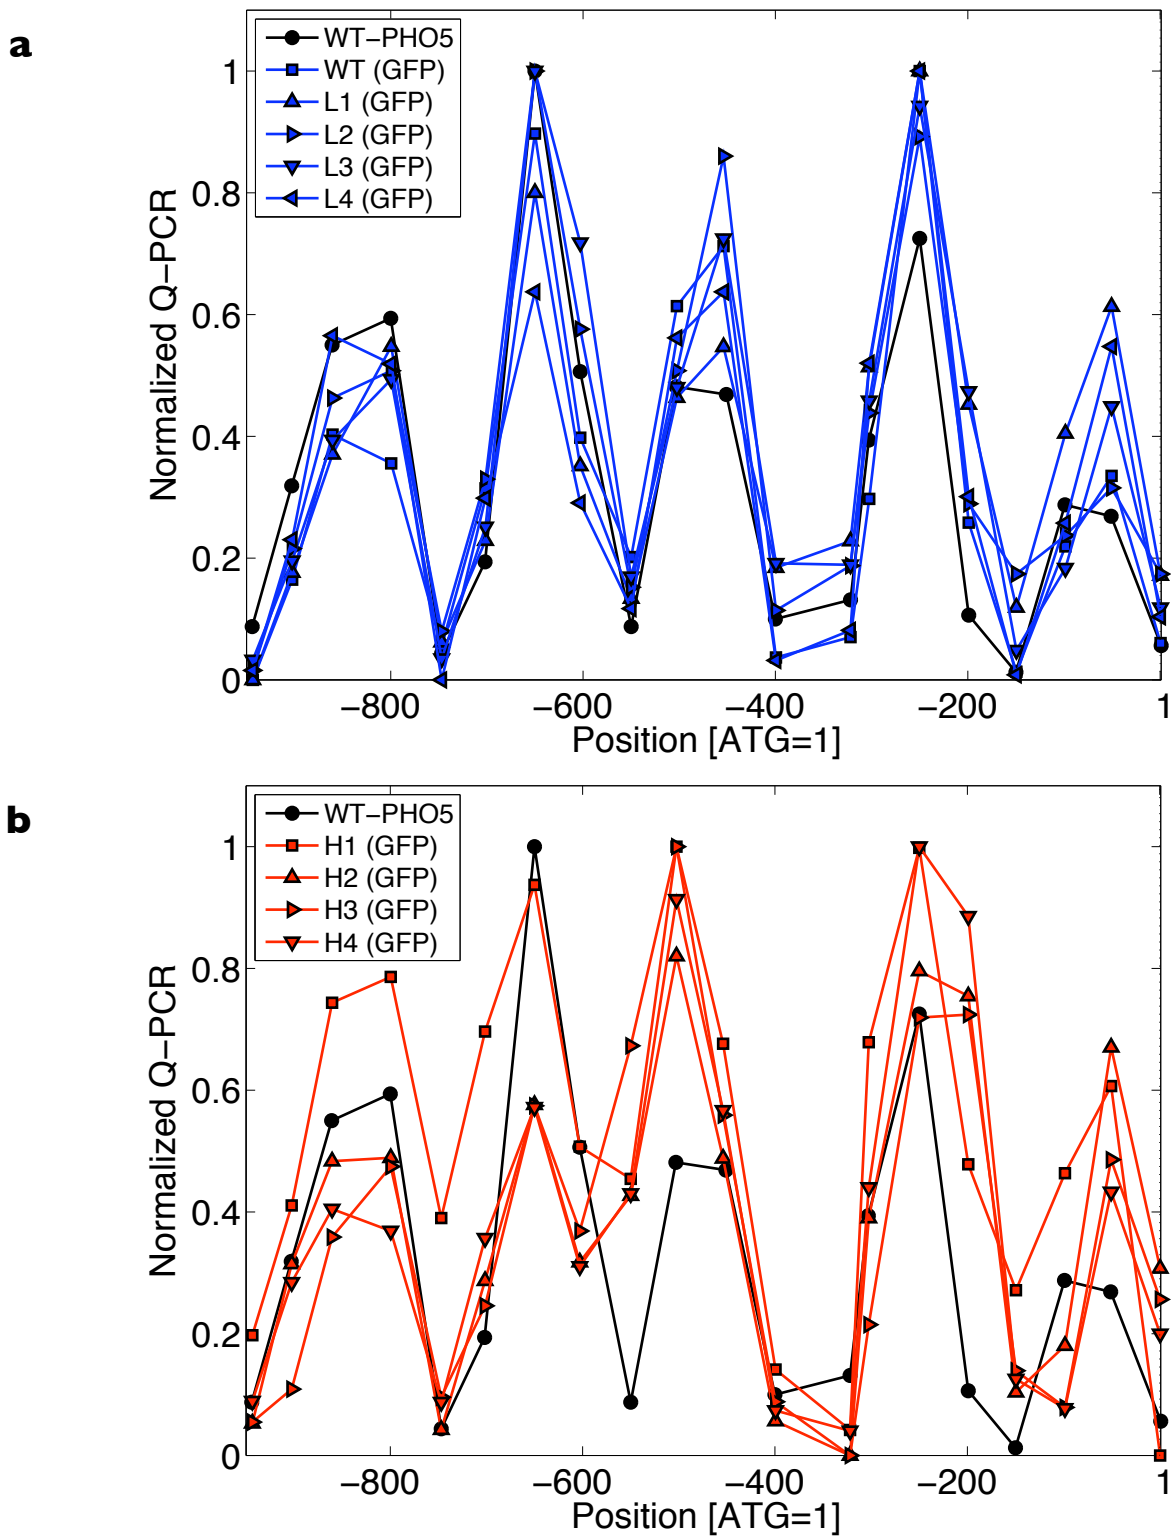 a
WT−PHO5
WT (GFP)
L1 (GFP)
L2 (GFP)
L3 (GFP)
L4 (GFP)
1
0.8
0.6
0.4
0.2
0
Normalized Q−PCR
−800
−600
−400
−200
1
Position [ATG=1]
b
WT−PHO5
H1 (GFP)
H2 (GFP)
H3 (GFP)
H4 (GFP)
1
0.8
0.6
0.4
0.2
0
Normalized Q−PCR
−800
−600
−400
−200
1
Position [ATG=1]